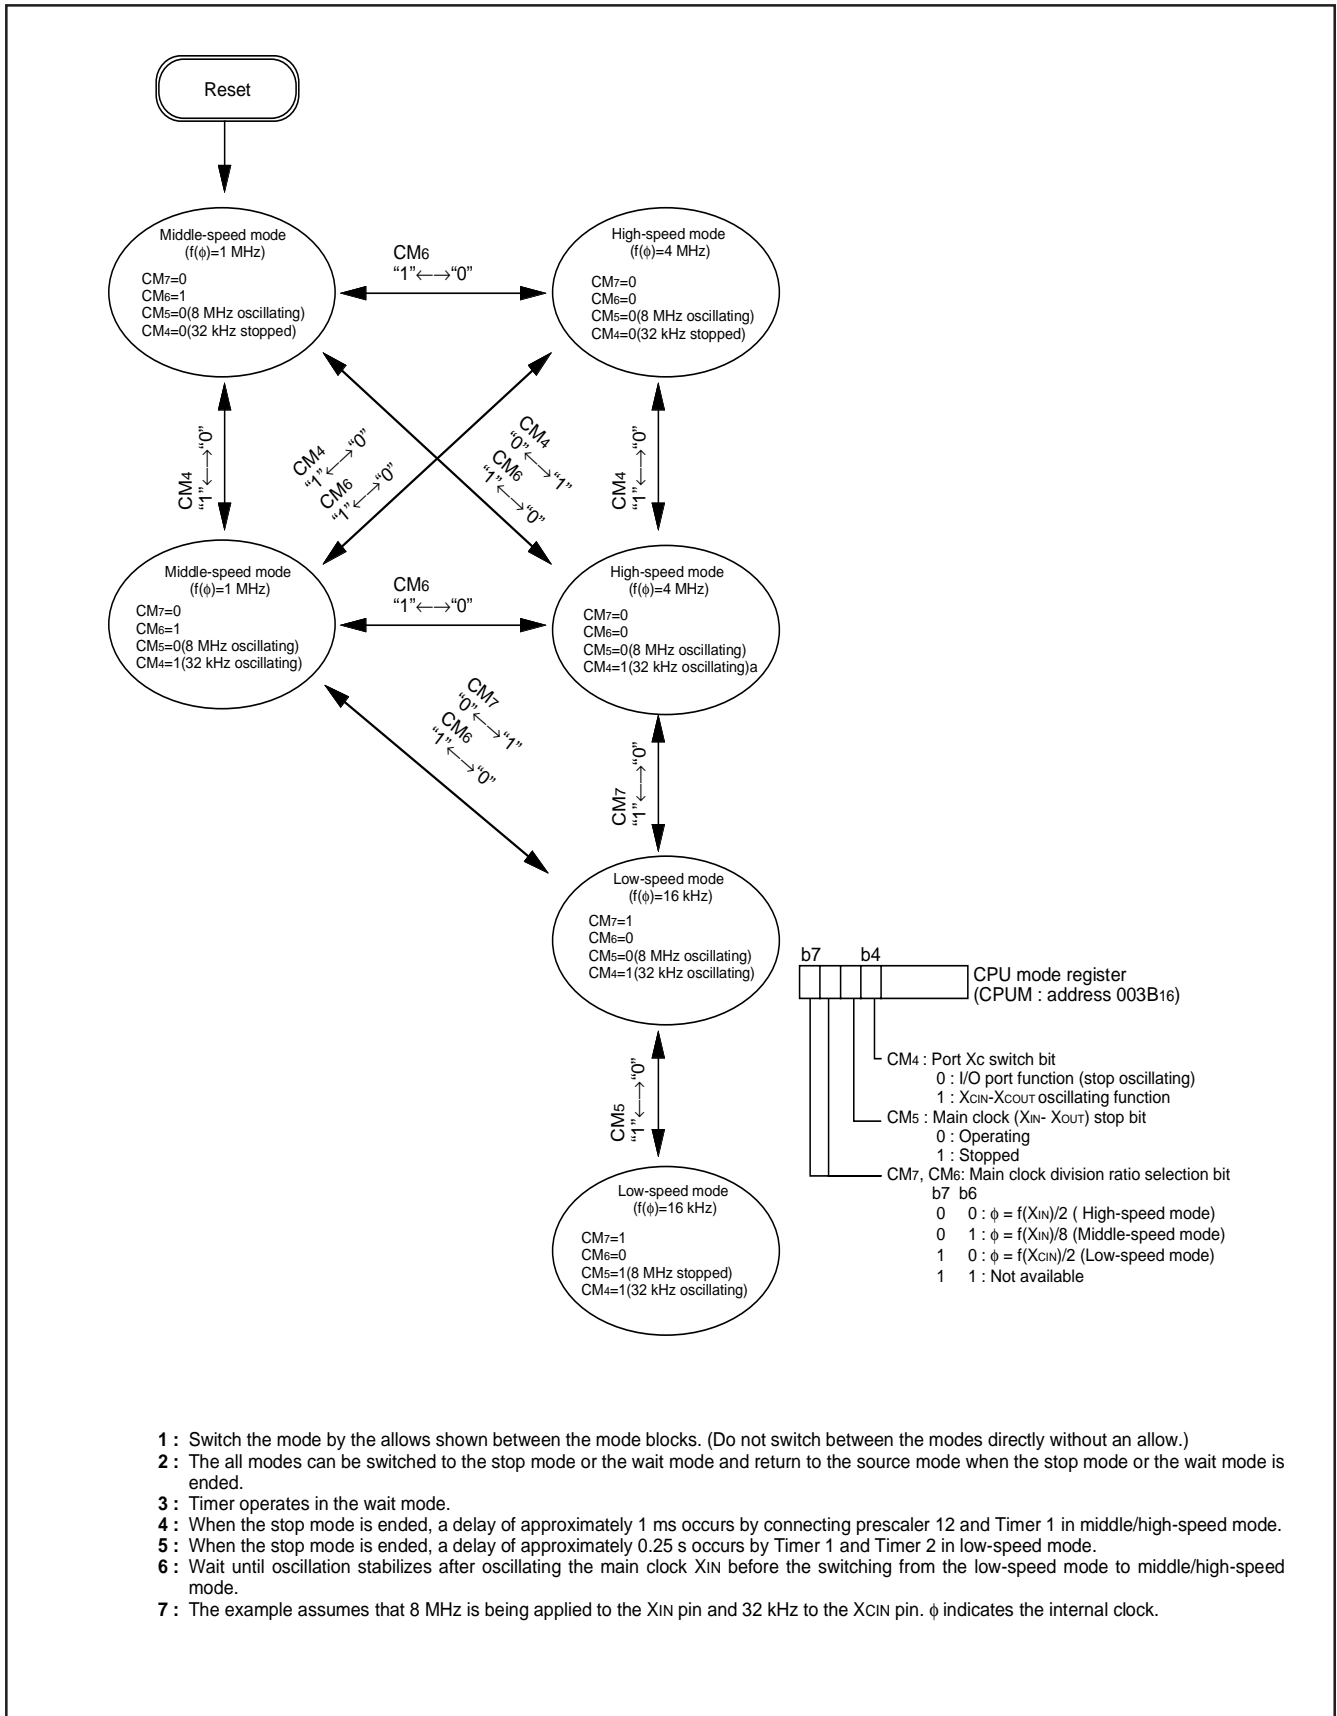 Reset
Middle-speed mode
(f(ϕ)=1 MHz)
CM7=0
CM6=1
CM5=0(8 MHz oscillating)
CM4=0(32 kHz stopped)
CM6
“1”←→“0”
High-speed mode
(f(ϕ)=4 MHz)
CM7=0
CM6=0
CM5=0(8 MHz oscillating)
CM4=0(32 kHz stopped)
CM4
“1”←→“0”
CM4
“1”←→“0”
CM6
“1”←→“0”
CM4
“0”←→“1”
CM6
“1”←→“0”
CM4
“1”←→“0”
Middle-speed mode
(f(ϕ)=1 MHz)
CM7=0
CM6=1
CM5=0(8 MHz oscillating)
CM4=1(32 kHz oscillating)
CM6
“1”←→“0”
High-speed mode
(f(ϕ)=4 MHz)
CM7=0
CM6=0
CM5=0(8 MHz oscillating)
CM4=1(32 kHz oscillating)a
CM7
“0”←→“1”
CM6
“1”←→“0”
CM7
“1”←→“0”
Low-speed mode
(f(ϕ)=16 kHz)
CM7=1
CM6=0
CM5=0(8 MHz oscillating)
CM4=1(32 kHz oscillating)
CM5
“1”←→“0”
Low-speed mode
(f(ϕ)=16 kHz)
CM7=1
CM6=0
CM5=1(8 MHz stopped)
CM4=1(32 kHz oscillating)
b7 b4
CPU mode register
(CPUM : address 003B16)
CM4 : Port Xc switch bit
0 : I/O port function (stop oscillating)
1 : XCIN-XCOUT oscillating function
CM5 : Main clock (XIN- XOUT) stop bit
0 : Operating
1 : Stopped
CM7, CM6: Main clock division ratio selection bit
b7 b6
0 0 : ϕ = f(XIN)/2 ( High-speed mode)
0 1 : ϕ = f(XIN)/8 (Middle-speed mode)
1 0 : ϕ = f(XCIN)/2 (Low-speed mode)
1 1 : Not available
1 : Switch the mode by the allows shown between the mode blocks. (Do not switch between the modes directly without an allow.)
2 : The all modes can be switched to the stop mode or the wait mode and return to the source mode when the stop mode or the wait mode is
ended.
3 : Timer operates in the wait mode.
4 : When the stop mode is ended, a delay of approximately 1 ms occurs by connecting prescaler 12 and Timer 1 in middle/high-speed mode.
5 : When the stop mode is ended, a delay of approximately 0.25 s occurs by Timer 1 and Timer 2 in low-speed mode.
6 : Wait until oscillation stabilizes after oscillating the main clock XIN before the switching from the low-speed mode to middle/high-speed
mode.
7 : The example assumes that 8 MHz is being applied to the XIN pin and 32 kHz to the XCIN pin. ϕ indicates the internal clock.